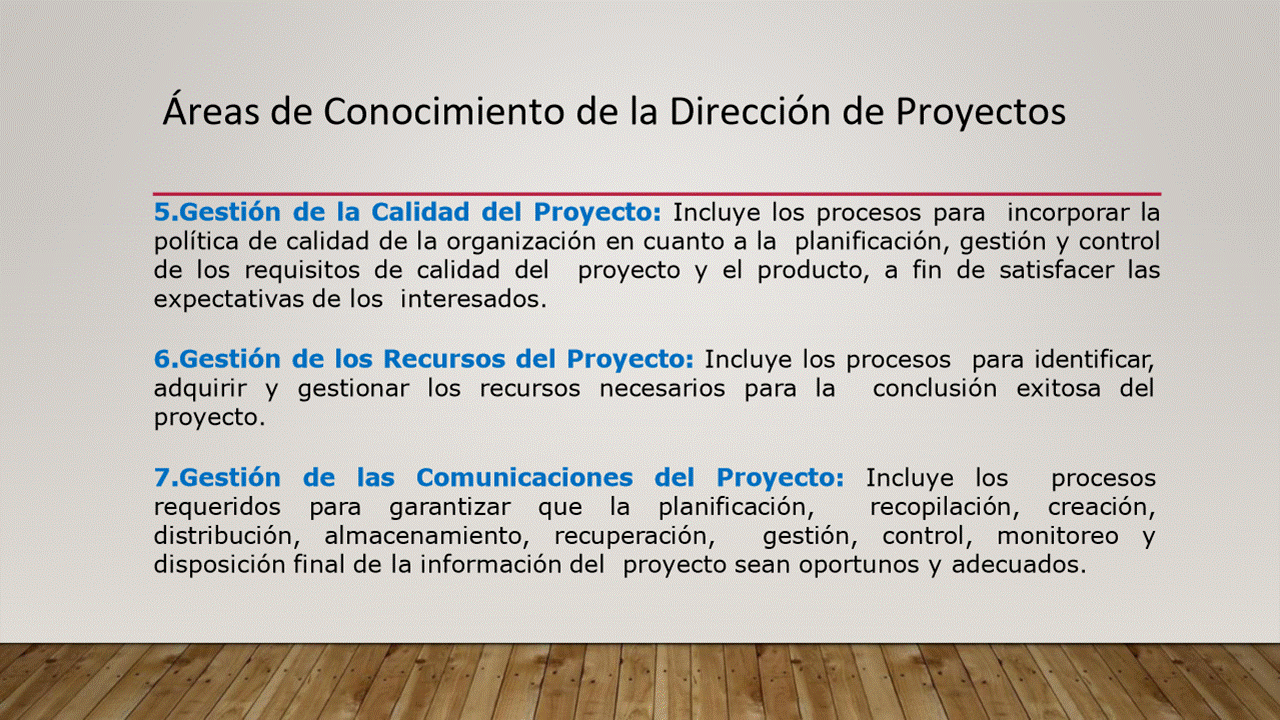 Áreas de Conocimiento de la Dirección de Proyectos
5.Gestión de la Calidad del Proyecto: Incluye los procesos para incorporar la
política de calidad de la organización en cuanto a la planificación, gestión y control
de los requisitos de calidad del proyecto y el producto, a fin de satisfacer las
expectativas de los interesados.
6.Gestión de los Recursos del Proyecto: Incluye los procesos para identificar,
adquirir y gestionar los recursos necesarios para la conclusión exitosa del
proyecto.
7.Gestión de las Comunicaciones del Proyecto: Incluye los procesos
requeridos para garantizar que la planificación, recopilación, creación,
distribución, almacenamiento, recuperación, gestión, control, monitoreo y
disposición final de la información del proyecto sean oportunos y adecuados.